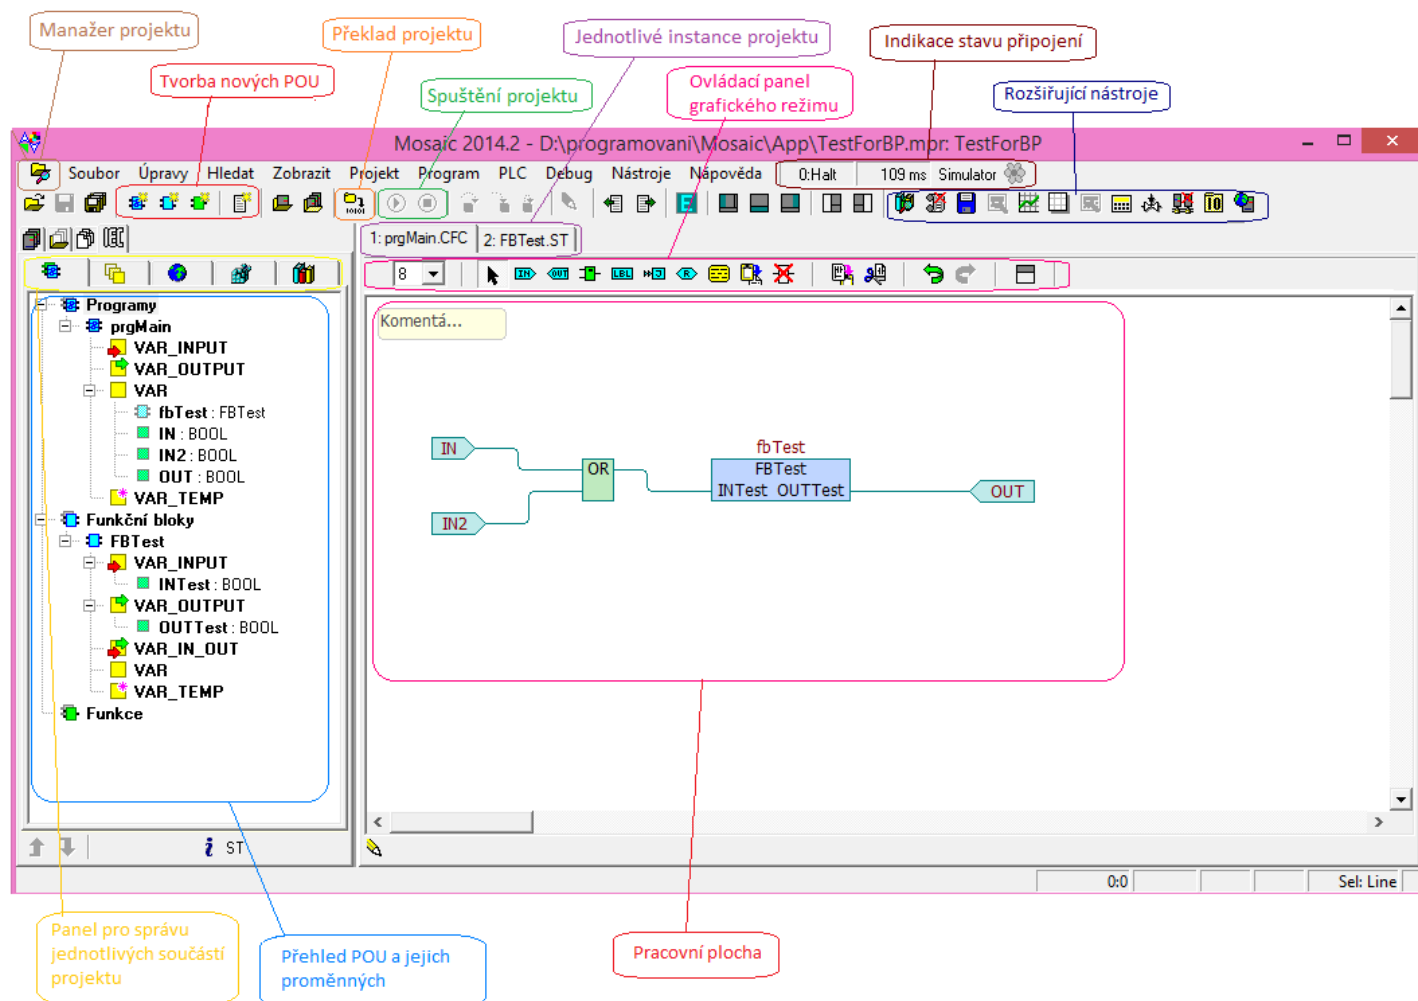 Manažer projektu
Překlad projektu
Jednotlivé instance projektu
Indikace stavu připojení
Tvorba nových POU
Spuštění projektu
Ovládací panel
grafického režimu
Rozšiřující nástroje
Mosaic 2014.2 - D:\programovani\Mosaic\App\TestForBP.mpr: TestForBP
Soubor Úpravy Hledat Zobrazit Projekt Program PLC Debug Nástroje Nápověda 0:Halt 109 ms Simulator
1: prgMain.CFC 2: FBTest.ST
8
Programy
prgMain
VAR_INPUT
VAR_OUTPUT
VAR
fbTest : FBTest
IN : BOOL
IN2 : BOOL
OUT : BOOL
VAR_TEMP
Funkční bloky
FBTest
VAR_INPUT
INTest : BOOL
VAR_OUTPUT
OUTTest : BOOL
VAR_IN_OUT
VAR
VAR_TEMP
Funkce
ST
Komentá...
IN
IN2
OR
fbTest
FBTest
INTest OUTTest
OUT
0:0 Sel: Line
Panel pro správu
jednotlivých součástí
projektu
Přehled POU a jejich
proměnných
Pracovní plocha